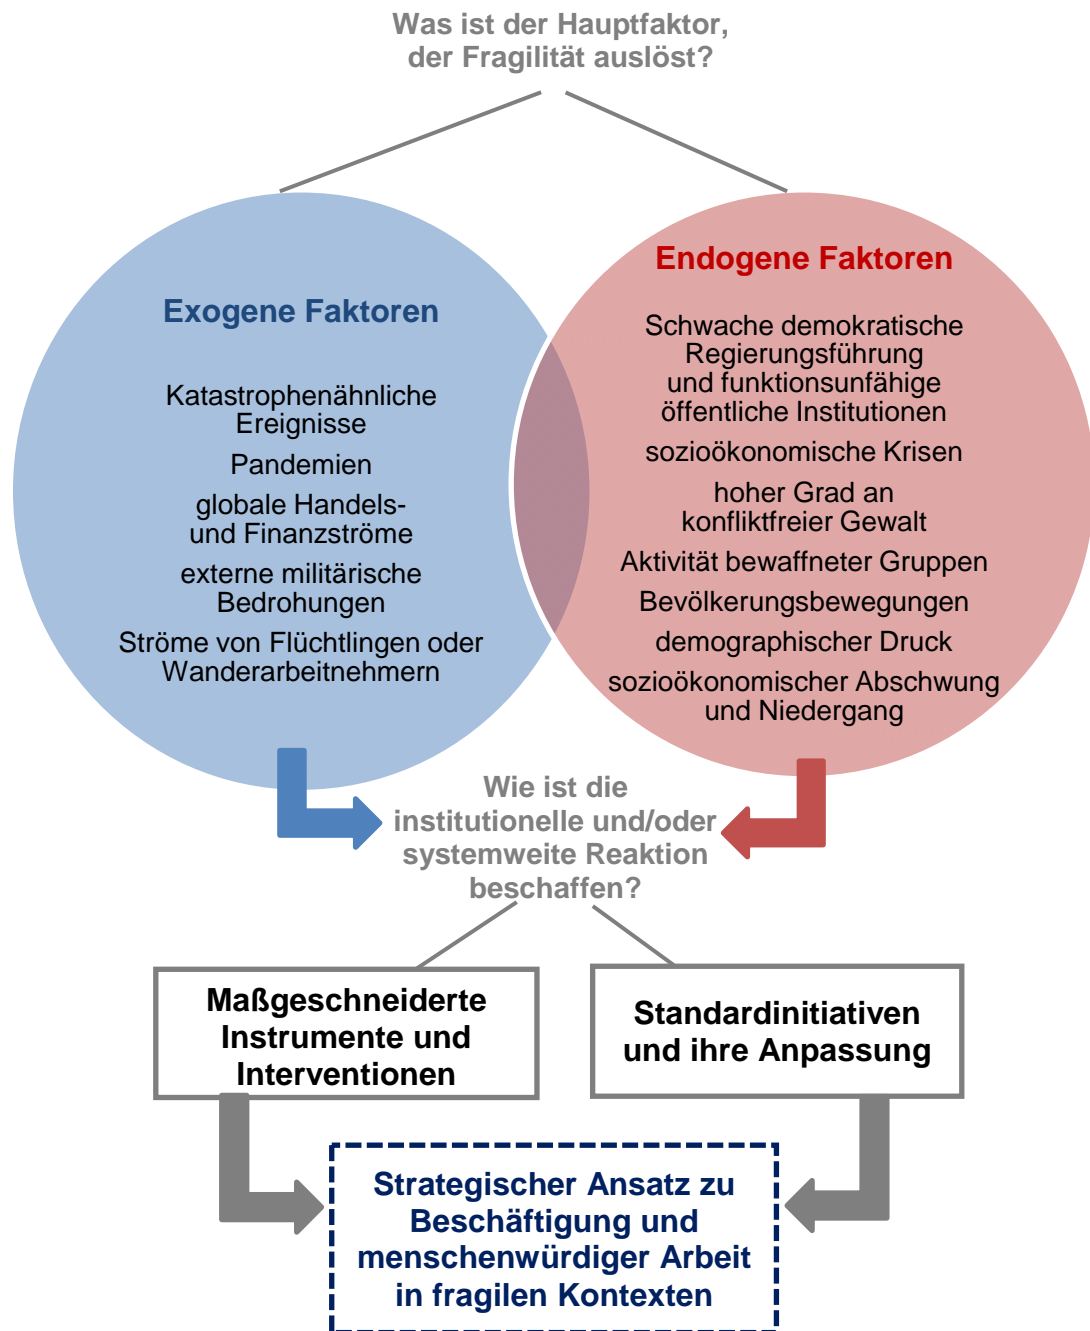 Was ist der Hauptfaktor,
der Fragilität auslöst?
Exogene Faktoren
Katastrophenähnliche
Ereignisse
Pandemien
globale Handels-
und Finanzströme
externe militärische
Bedrohungen
Ströme von Flüchtlingen oder
Wanderarbeitnehmern
Endogene Faktoren
Schwache demokratische
Regierungsführung
und funktionsunfähige
öffentliche Institutionen
sozioökonomische Krisen
hoher Grad an
konfliktfreier Gewalt
Aktivität bewaffneter Gruppen
Bevölkerungsbewegungen
demographischer Druck
sozioökonomischer Abschwung
und Niedergang
Wie ist die
institutionelle und/oder
systemweite Reaktion
beschaffen?
Maßgeschneiderte
Instrumente und
Interventionen
Standardinitiativen
und ihre Anpassung
Strategischer Ansatz zu
Beschäftigung und
menschenwürdiger Arbeit
in fragilen Kontexten